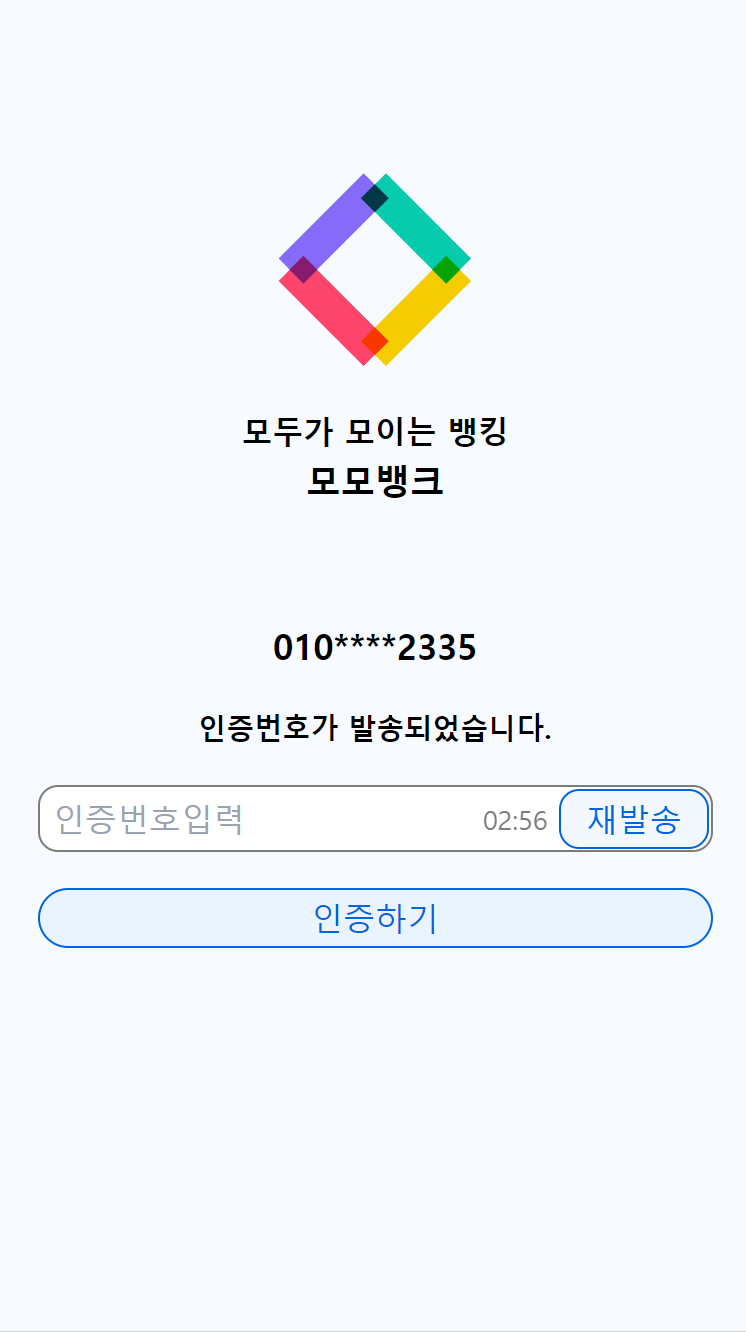 모두가 모이는 뱅킹
모모뱅크
010****2335
인증번호가 발송되었습니다.
인증번호입력 02:56 재발송
인증하기